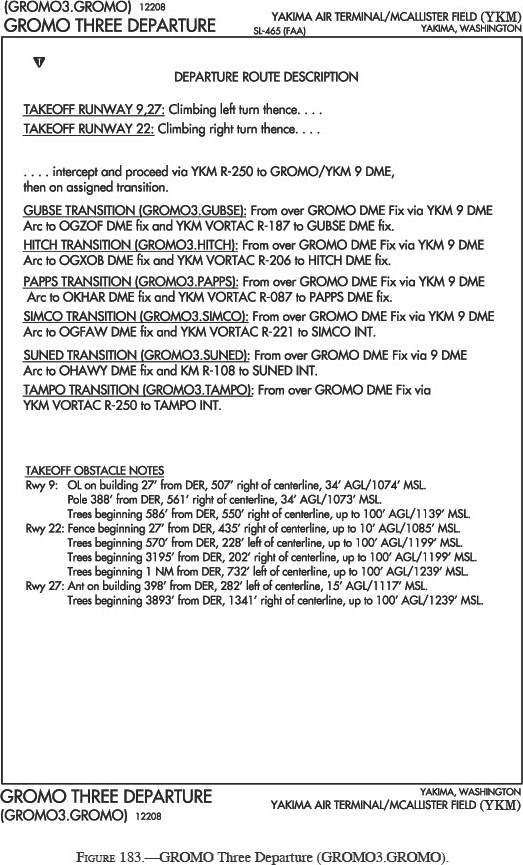 (GROMO3.GROMO) 12208
GROMO THREE DEPARTURE
SL-465 (FAA)
YAKIMA AIR TERMINAL/MCALLISTER FIELD (YKM)
YAKIMA, WASHINGTON
T
DEPARTURE ROUTE DESCRIPTION
TAKEOFF RUNWAY 9,27: Climbing left turn thence. . . .
TAKEOFF RUNWAY 22: Climbing right turn thence. . . .
. . . . intercept and proceed via YKM R-250 to GROMO/YKM 9 DME,
then on assigned transition.
GUBSE TRANSITION (GROMO3.GUBSE): From over GROMO DME Fix via YKM 9 DME
Arc to OGZOF DME fix and YKM VORTAC R-187 to GUBSE DME fix.
HITCH TRANSITION (GROMO3.HITCH): From over GROMO DME Fix via YKM 9 DME
Arc to OGXOB DME fix and YKM VORTAC R-206 to HITCH DME fix.
PAPPS TRANSITION (GROMO3.PAPPS): From over GROMO DME Fix via YKM 9 DME
Arc to OKHAR DME fix and YKM VORTAC R-087 to PAPPS DME fix.
SIMCO TRANSITION (GROMO3.SIMCO): From over GROMO DME Fix via YKM 9 DME
Arc to OGFAW DME fix and YKM VORTAC R-221 to SIMCO INT.
SUNED TRANSITION (GROMO3.SUNED): From over GROMO DME Fix via 9 DME
Arc to OHAWY DME fix and KM R-108 to SUNED INT.
TAMPO TRANSITION (GROMO3.TAMPO): From over GROMO DME Fix via
YKM VORTAC R-250 to TAMPO INT.
TAKEOFF OBSTACLE NOTES
Rwy 9: OL on building 27' from DER, 507' right of centerline, 34' AGL/1074' MSL.
Pole 388' from DER, 561' right of centerline, 34' AGL/1073' MSL.
Trees beginning 586' from DER, 550' right of centerline, up to 100' AGL/1139' MSL.
Rwy 22: Fence beginning 27' from DER, 435' right of centerline, up to 10' AGL/1085' MSL.
Trees beginning 570' from DER, 228' left of centerline, up to 100' AGL/1199' MSL.
Trees beginning 3195' from DER, 202' right of centerline, up to 100' AGL/1199' MSL.
Trees beginning 1 NM from DER, 732' left of centerline, up to 100' AGL/1239' MSL.
Rwy 27: Ant on building 398' from DER, 282' left of centerline, 15' AGL/1117' MSL.
Trees beginning 3893' from DER, 1341' right of centerline, up to 100' AGL/1239' MSL.
GROMO THREE DEPARTURE
(GROMO3.GROMO) 12208
YAKIMA, WASHINGTON
YAKIMA AIR TERMINAL/MCALLISTER FIELD (YKM)
FIGURE 183.—GROMO Three Departure (GROMO3.GROMO).